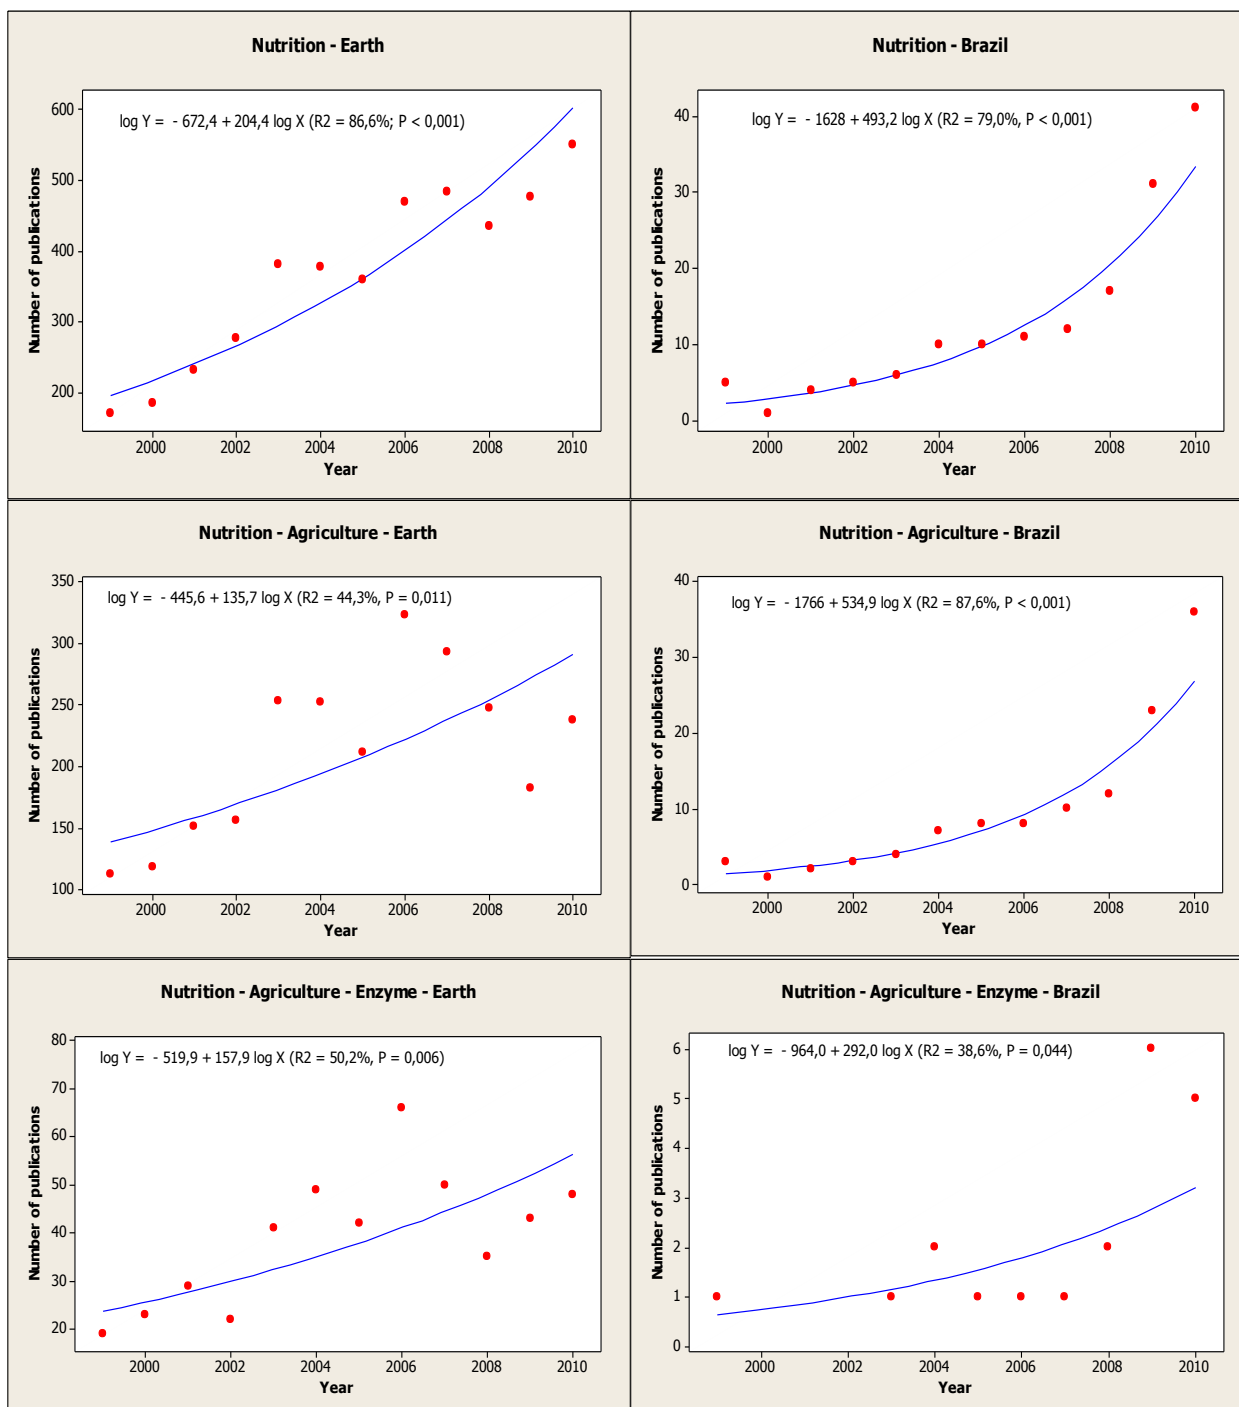 Nutrition - Earth
log Y = - 672,4 + 204,4 log X (R2 = 86,6%; P < 0,001)
Number of publications
600
500
400
300
200
2000 2002 2004 2006 2008 2010
Year
Nutrition - Brazil
log Y = - 1628 + 493,2 log X (R2 = 79,0%, P < 0,001)
Number of publications
40
30
20
10
0
2000 2002 2004 2006 2008 2010
Year
Nutrition - Agriculture - Earth
log Y = - 445,6 + 135,7 log X (R2 = 44,3%, P = 0,011)
Number of publications
350
300
250
200
150
100
2000 2002 2004 2006 2008 2010
Year
Nutrition - Agriculture - Brazil
log Y = - 1766 + 534,9 log X (R2 = 87,6%, P < 0,001)
Number of publications
40
30
20
10
0
2000 2002 2004 2006 2008 2010
Year
Nutrition - Agriculture - Enzyme - Earth
log Y = - 519,9 + 157,9 log X (R2 = 50,2%, P = 0,006)
Number of publications
80
70
60
50
40
30
20
2000 2002 2004 2006 2008 2010
Year
Nutrition - Agriculture - Enzyme - Brazil
log Y = - 964,0 + 292,0 log X (R2 = 38,6%, P = 0,044)
Number of publications
6
5
4
3
2
1
0
2000 2002 2004 2006 2008 2010
Year